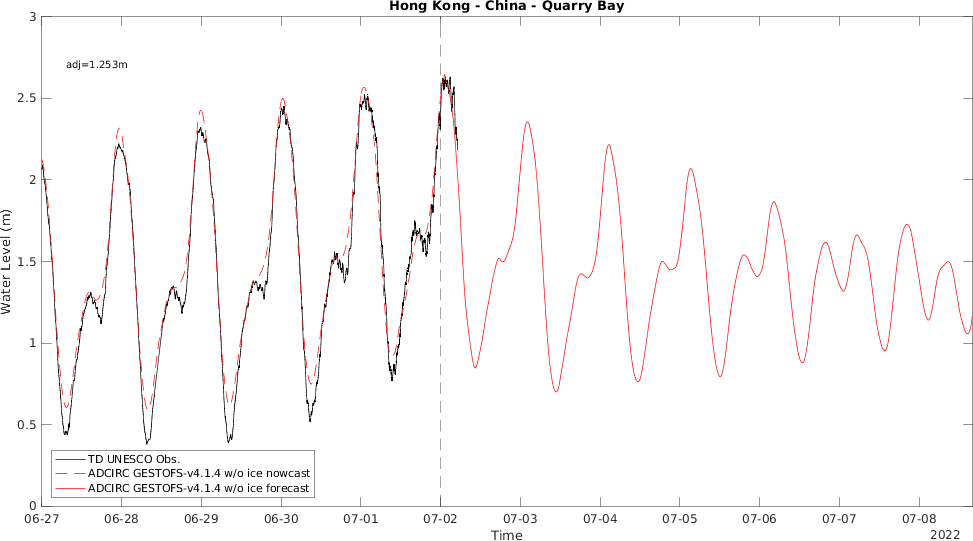 Hong Kong - China - Quarry Bay
adj=1.253m
Water Level (m)
3
2.5
2
1.5
1
0.5
0
TD UNESCO Obs.
ADCIRC GESTOFS-v4.1.4 w/o ice nowcast
ADCIRC GESTOFS-v4.1.4 w/o ice forecast
06-27 06-28 06-29 06-30 07-01 07-02 07-03 07-04 07-05 07-06 07-07 07-08
Time
2022